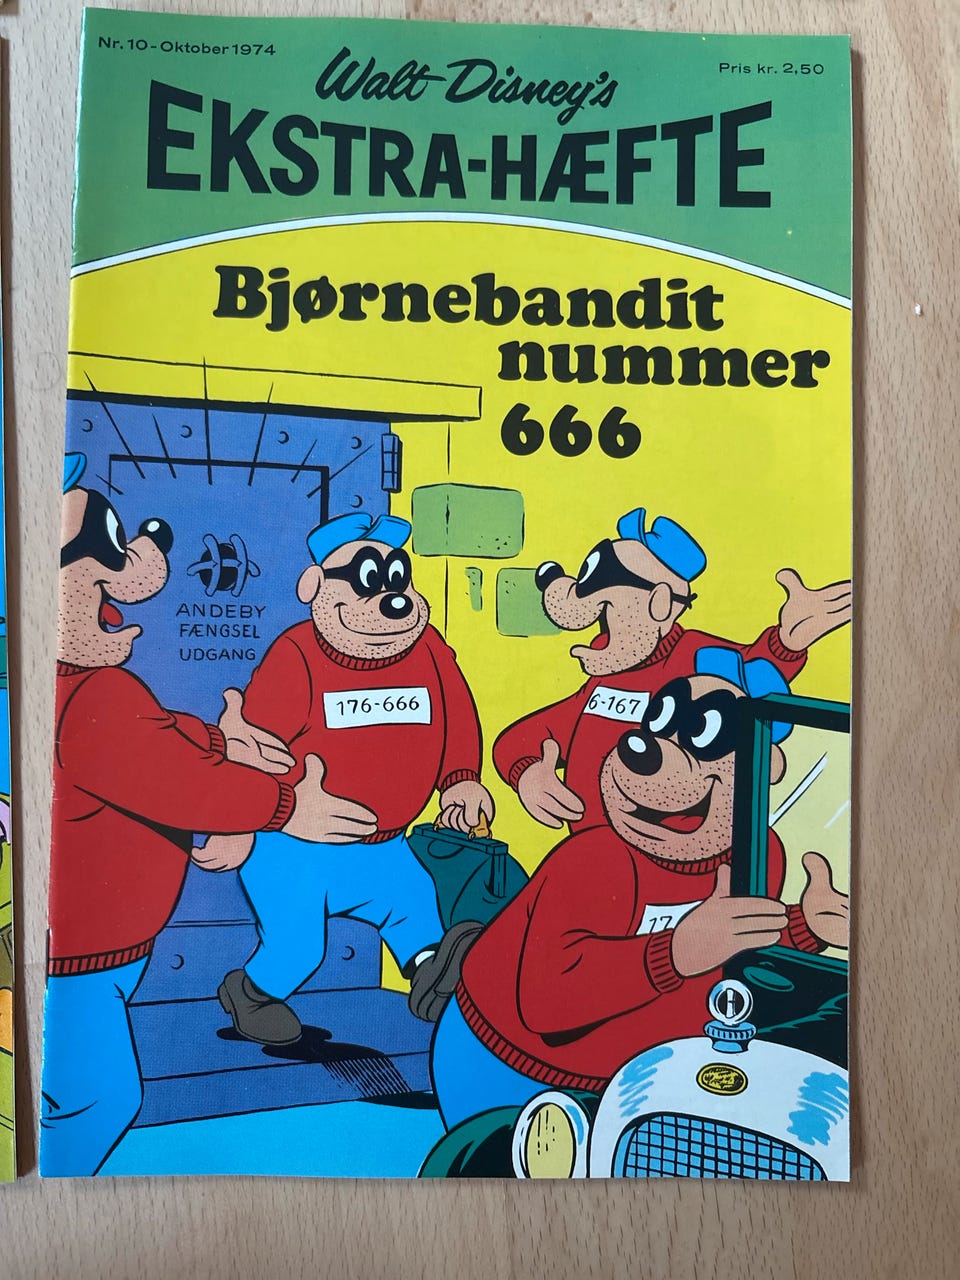 Nr. 10 - Oktober 1974
Pris kr. 2,50
Walt Disney's
EKSTRA-HÆFTE
Bjørnebandit
nummer
666
ANDEBY
FÆNGSEL
UDGANG
176-666
6-167
17